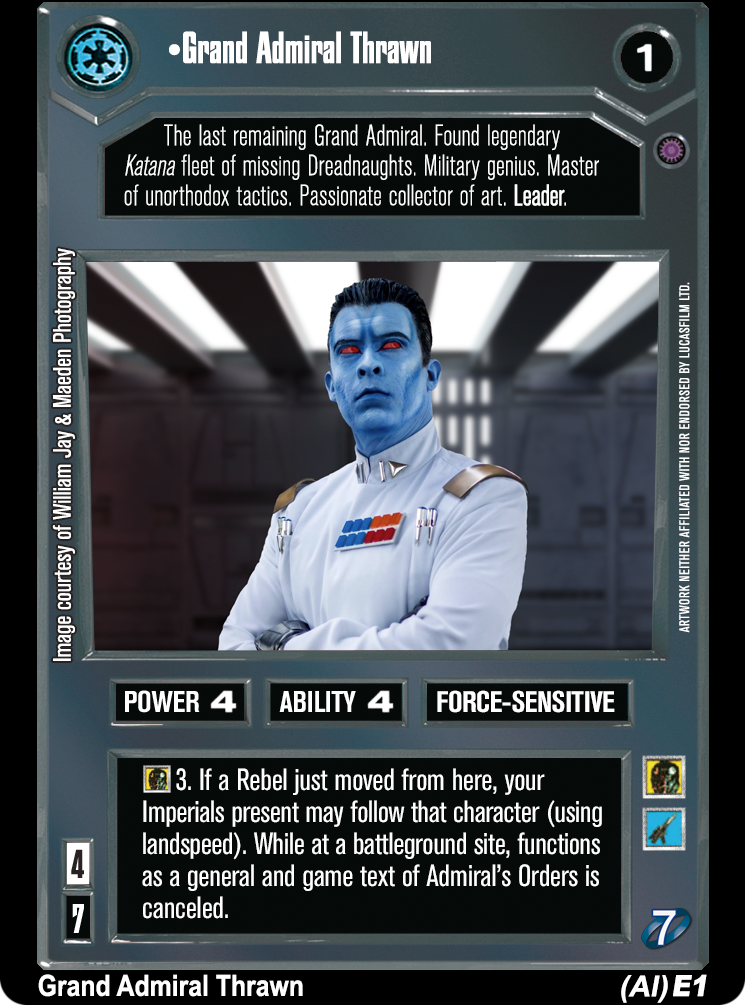 •Grand Admiral Thrawn
1
The last remaining Grand Admiral. Found legendary
Katana fleet of missing Dreadnaughts. Military genius. Master
of unorthodox tactics. Passionate collector of art. Leader.
Image courtesy of William Jay & Maeden Photography
ARTWORK NEITHER AFFILIATED WITH NOR ENDORSED BY LUCASFILM LTD.
POWER 4
ABILITY 4
FORCE-SENSITIVE
3. If a Rebel just moved from here, your
Imperials present may follow that character (using
landspeed). While at a battleground site, functions
as a general and game text of Admiral's Orders is
canceled.
4
7
7
Grand Admiral Thrawn
(AI) E1